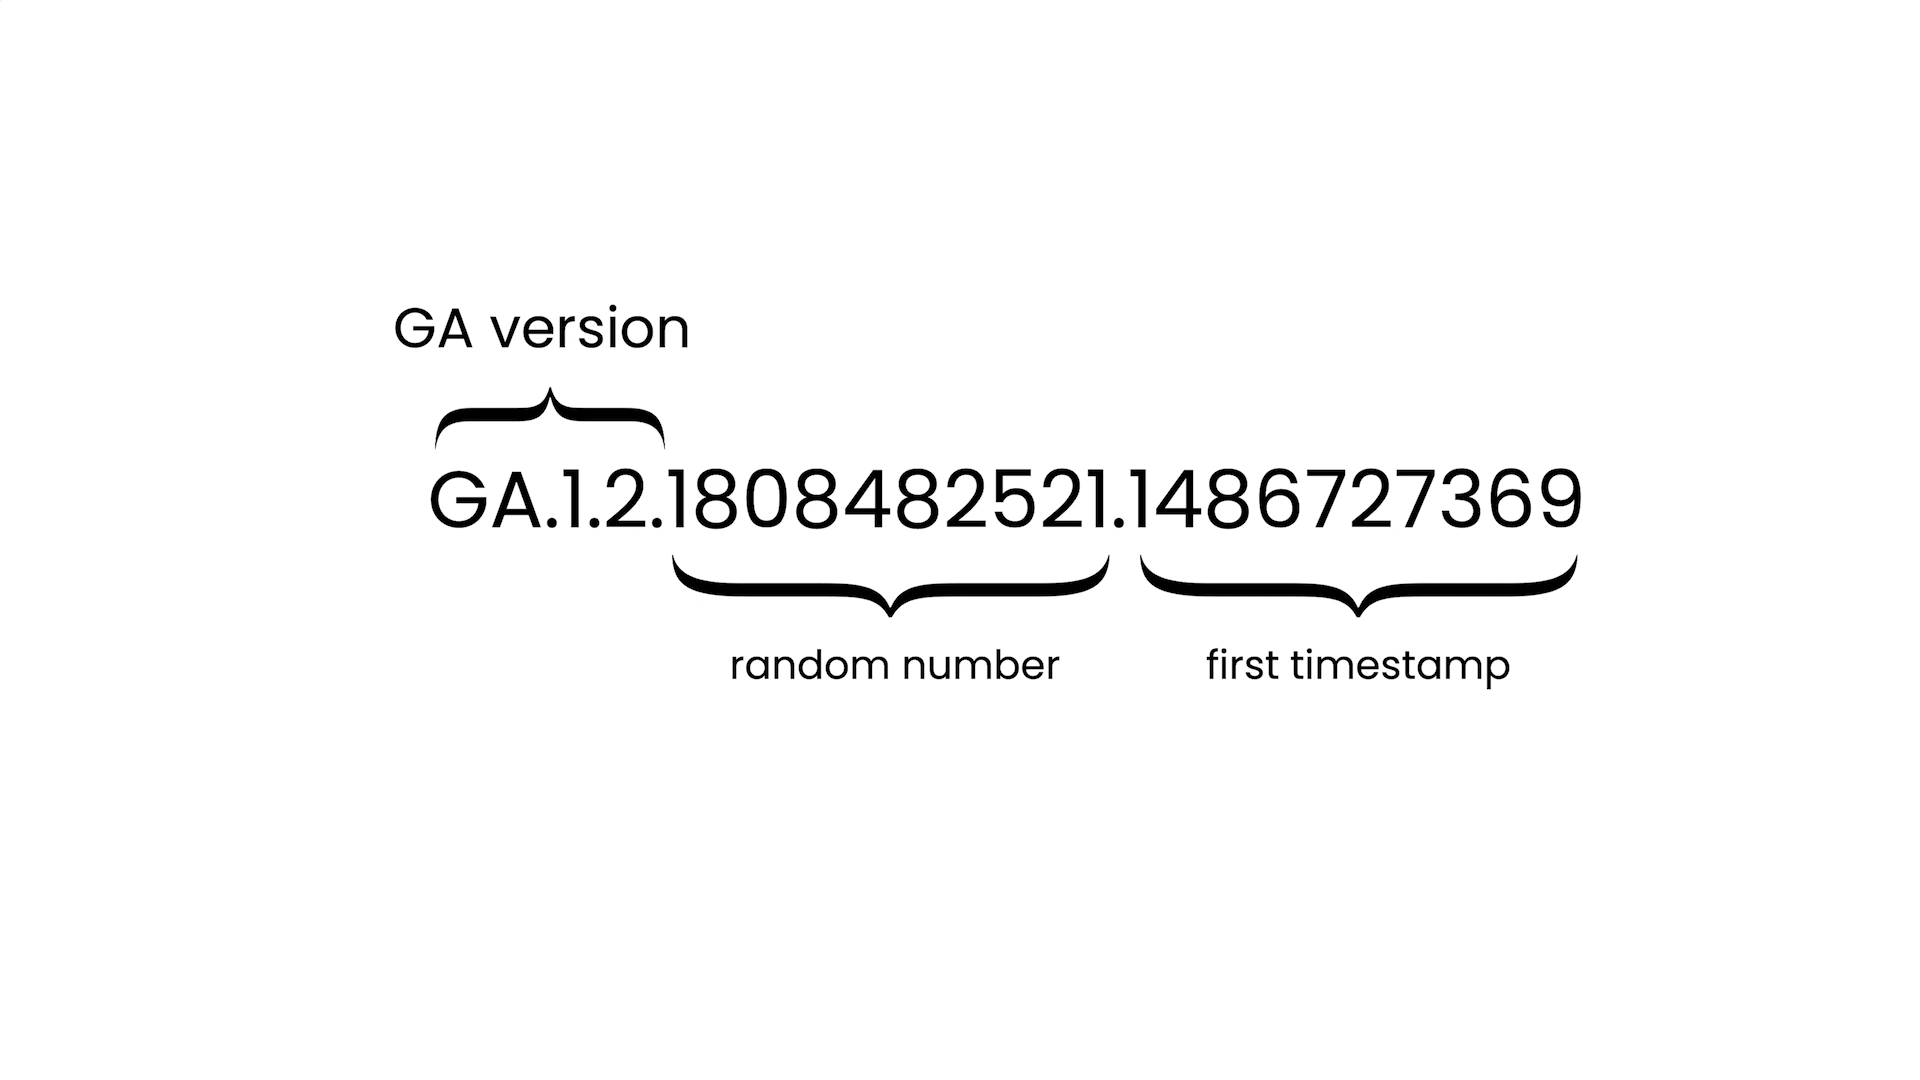 GA version
GA.1.2.1808482521.1486727369
random number
first timestamp